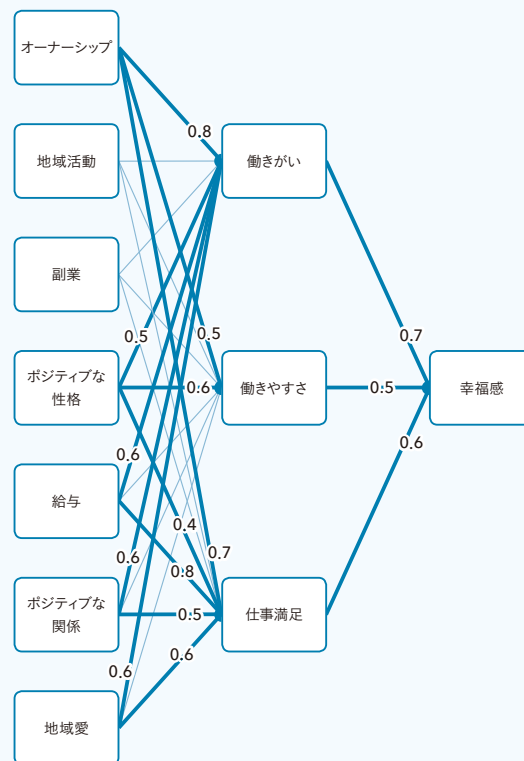 オーナーシップ
0.8
地域活動
働きがい
副業
0.5
0.5
0.7
ポジティブな
性格
0.6
働きやすさ
0.5
幸福感
0.6
0.6
給与
0.4
0.7
0.6
0.8
ポジティブな
関係
0.5
仕事満足
0.6
0.6
地域愛